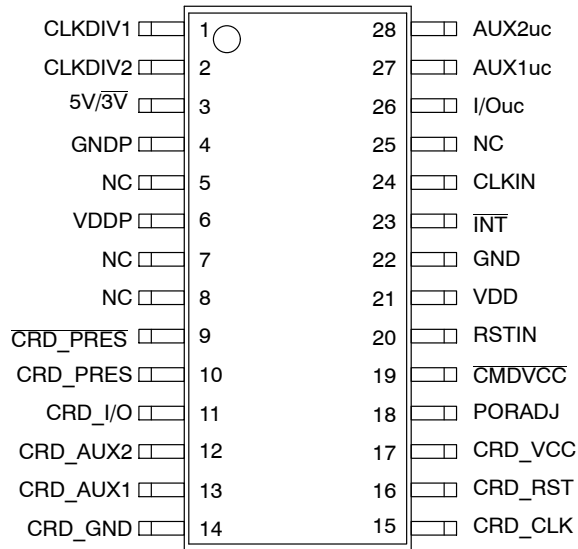 CLKDIV1 1 28 AUX2uc
CLKDIV2 2 27 AUX1uc
5V/3V 3 26 I/Ouc
GNDP 4 25 NC
NC 5 24 CLKIN
VDDP 6 23 INT
NC 7 22 GND
NC 8 21 VDD
CRD_PRES 9 20 RSTIN
CRD_PRES 10 19 CMDVCC
CRD_I/O 11 18 PORADJ
CRD_AUX2 12 17 CRD_VCC
CRD_AUX1 13 16 CRD_RST
CRD_GND 14 15 CRD_CLK